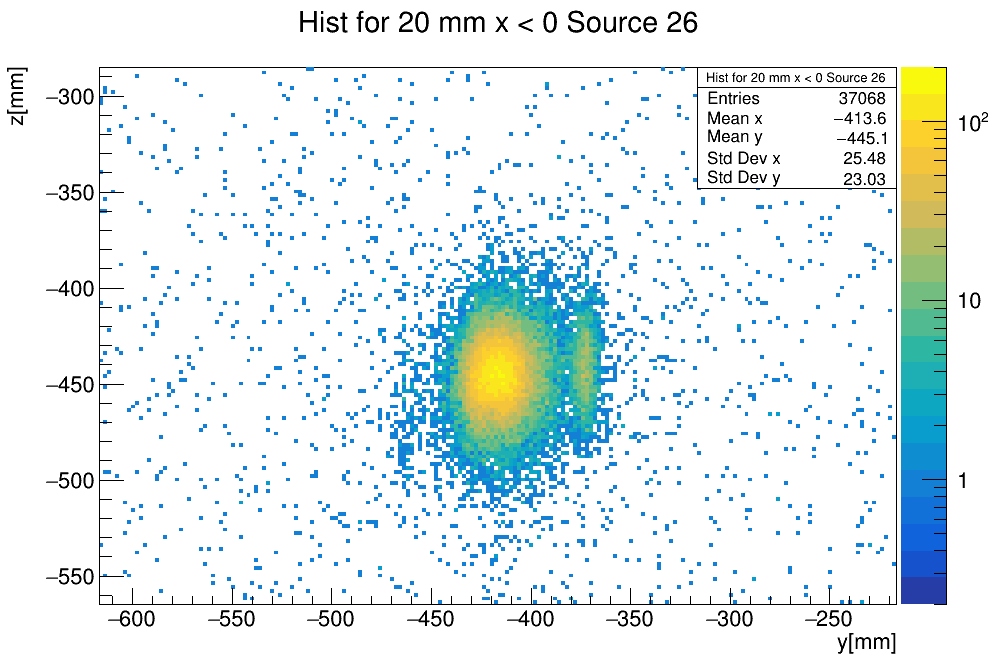 Hist for 20 mm x < 0 Source 26
z[mm]
Hist for 20 mm x < 0 Source 26
Entries 37068
Mean x −413.6
Mean y −445.1
Std Dev x 25.48
Std Dev y 23.03
−300
−350
−400
−450
−500
−550
−600 −550 −500 −450 −400 −350 −300 −250
y[mm]
10²
10
1